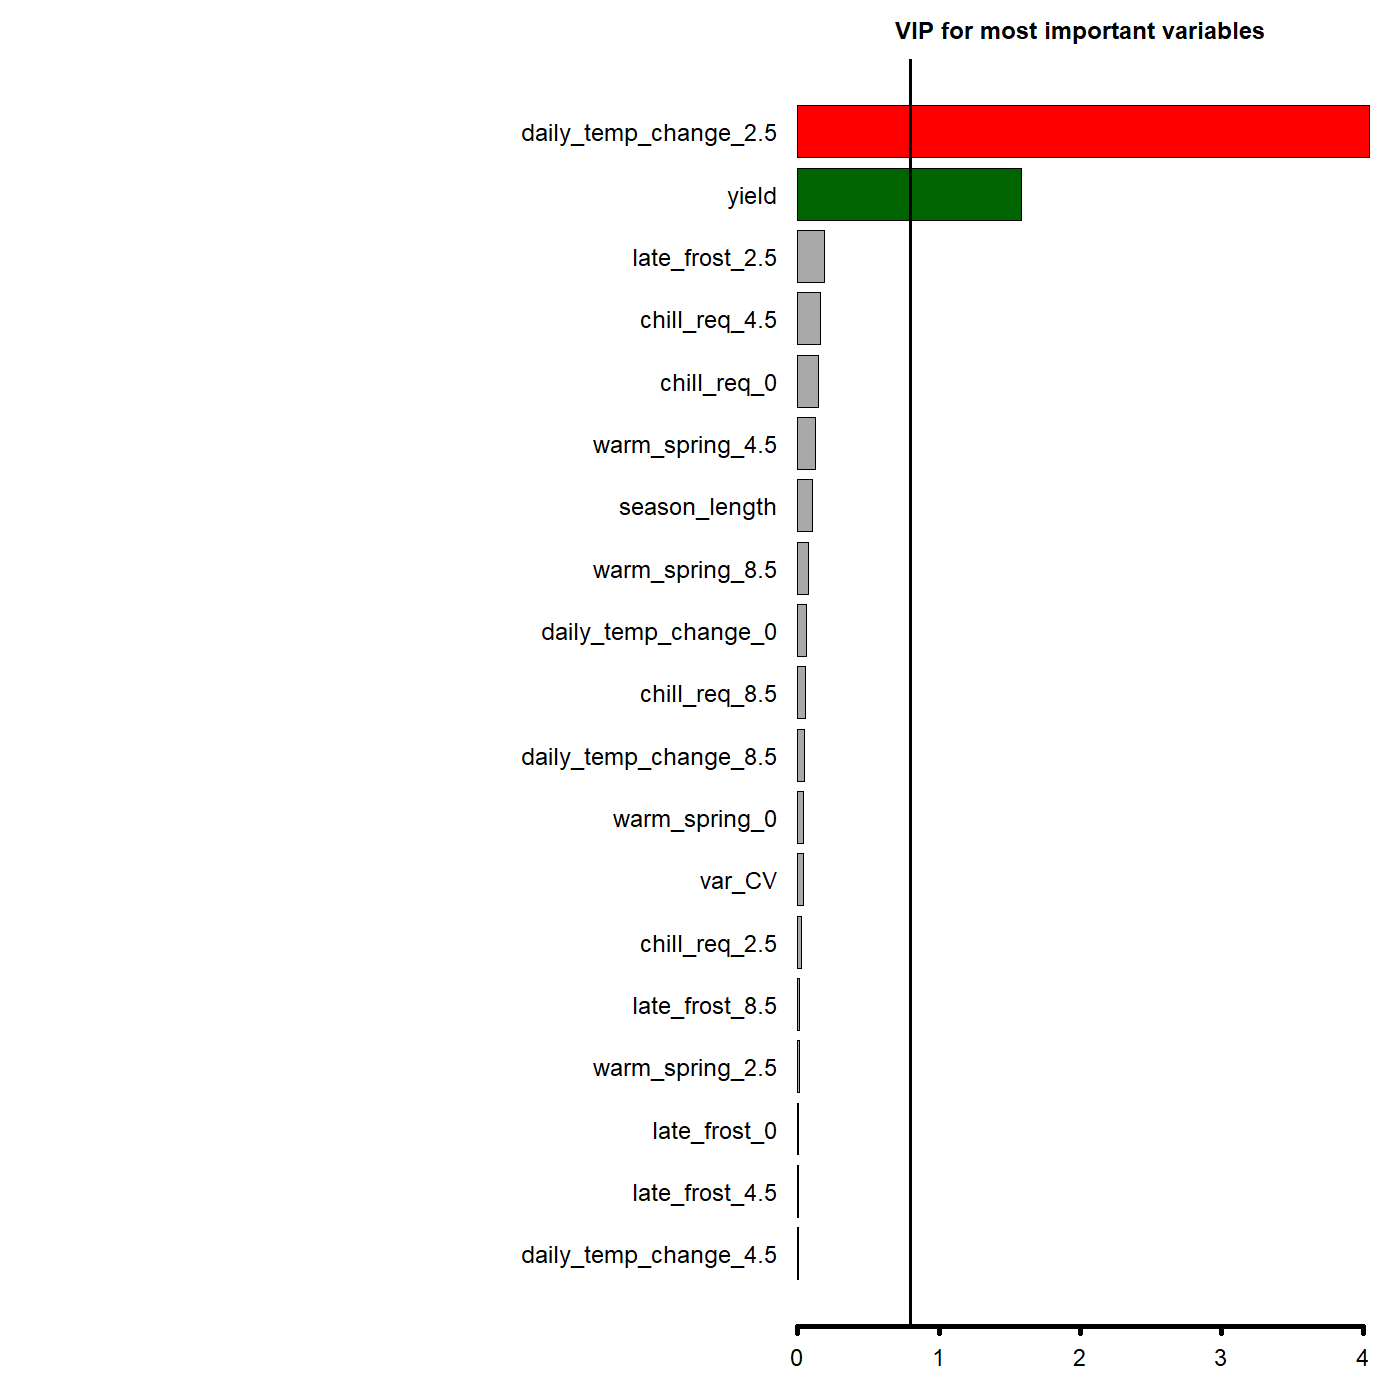 VIP for most important variables
daily_temp_change_2.5
yield
late_frost_2.5
chill_req_4.5
chill_req_0
warm_spring_4.5
season_length
warm_spring_8.5
daily_temp_change_0
chill_req_8.5
daily_temp_change_8.5
warm_spring_0
var_CV
chill_req_2.5
late_frost_8.5
warm_spring_2.5
late_frost_0
late_frost_4.5
daily_temp_change_4.5
0 1 2 3 4